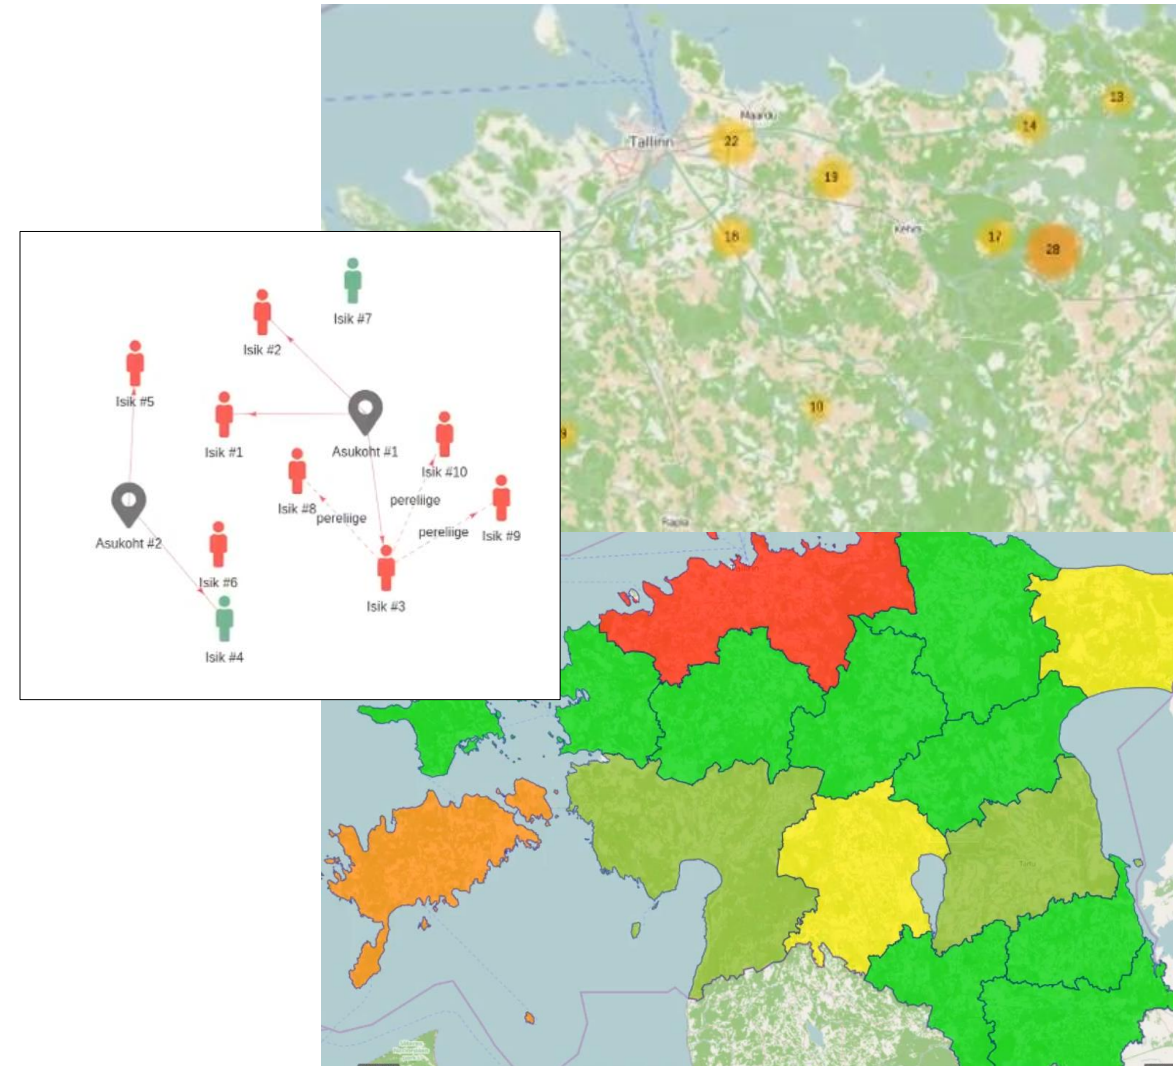 Tallinn
Maardu
22
19
14
13
18
Kehra
17
28
10
9
Rapla
Isik #7
Isik #2
Isik #5
Isik #1
Asukoht #1
Isik #10
Isik #8
pereliige
pereliige
pereliige
Isik #9
Asukoht #2
Isik #6
Isik #3
Isik #4